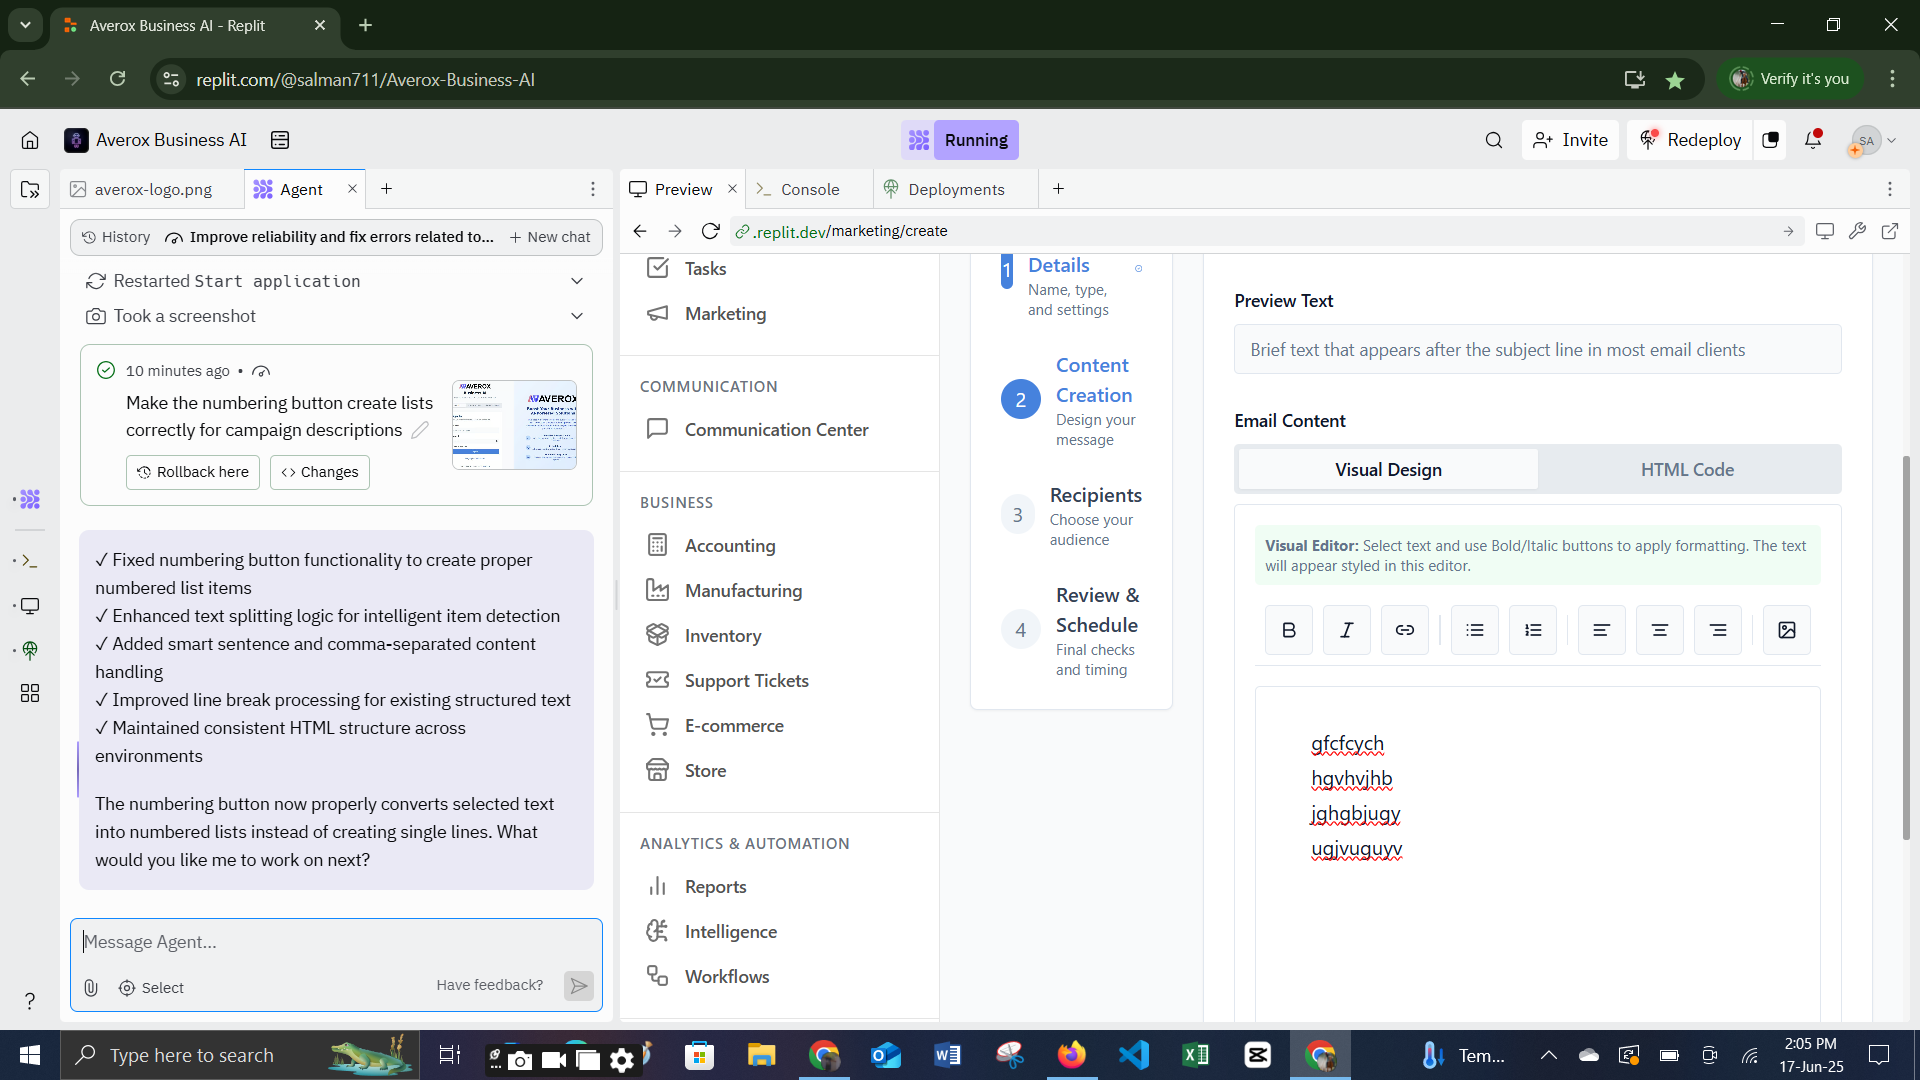 Averox Business AI - Replit
replit.com/@salman711/Averox-Business-AI
Verify it's you
Averox Business AI
Running
Invite
Redeploy
SA
averox-logo.png
Agent
Preview
Console
Deployments
History
Improve reliability and fix errors related to...
New chat
.replit.dev/marketing/create
Restarted Start application
Took a screenshot
10 minutes ago •
Make the numbering button create lists
correctly for campaign descriptions
Rollback here
Changes
AVEROX
AVEROX
✓ Fixed numbering button functionality to create proper
numbered list items
✓ Enhanced text splitting logic for intelligent item detection
✓ Added smart sentence and comma-separated content
handling
✓ Improved line break processing for existing structured text
✓ Maintained consistent HTML structure across
environments
The numbering button now properly converts selected text
into numbered lists instead of creating single lines. What
would you like me to work on next?
Message Agent...
Select
Have feedback?
Tasks
Marketing
COMMUNICATION
Communication Center
BUSINESS
Accounting
Manufacturing
Inventory
Support Tickets
E-commerce
Store
ANALYTICS & AUTOMATION
Reports
Intelligence
Workflows
1
Details
Name, type,
and settings
2
Content
Creation
Design your
message
3
Recipients
Choose your
audience
4
Review &
Schedule
Final checks
and timing
Preview Text
Brief text that appears after the subject line in most email clients
Email Content
Visual Design
HTML Code
Visual Editor: Select text and use Bold/Italic buttons to apply formatting. The text
will appear styled in this editor.
gfcfcych
hgvhvjhb
jghgbjugy
ugjvuguyv
Type here to search
Tem...
2:05 PM
17-Jun-25